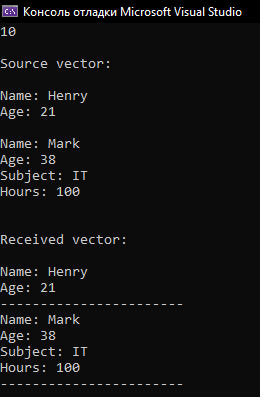 Консоль отладки Microsoft Visual Studio
10
Source vector:
Name: Henry
Age: 21
Name: Mark
Age: 38
Subject: IT
Hours: 100
Received vector:
Name: Henry
Age: 21
-----------------------
Name: Mark
Age: 38
Subject: IT
Hours: 100
-----------------------